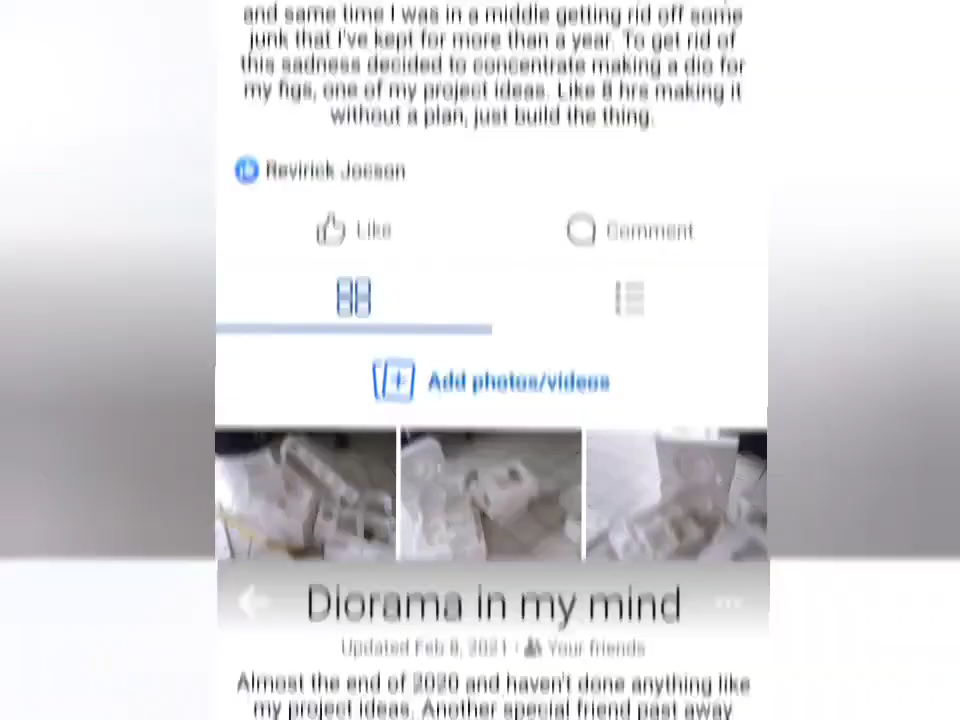 and same time I was in a middle getting rid off some
junk that I've kept for more than a year. To get rid of
this sadness decided to concentrate making a dio for
my figs, one of my project ideas. Like 8 hrs making it
without a plan, just build the thing.
Revirick Jocson
Like
Comment
Add photos/videos
Diorama in my mind
Updated Feb 8, 2021 · Your friends
Almost the end of 2020 and haven't done anything like
my project ideas. Another special friend past away